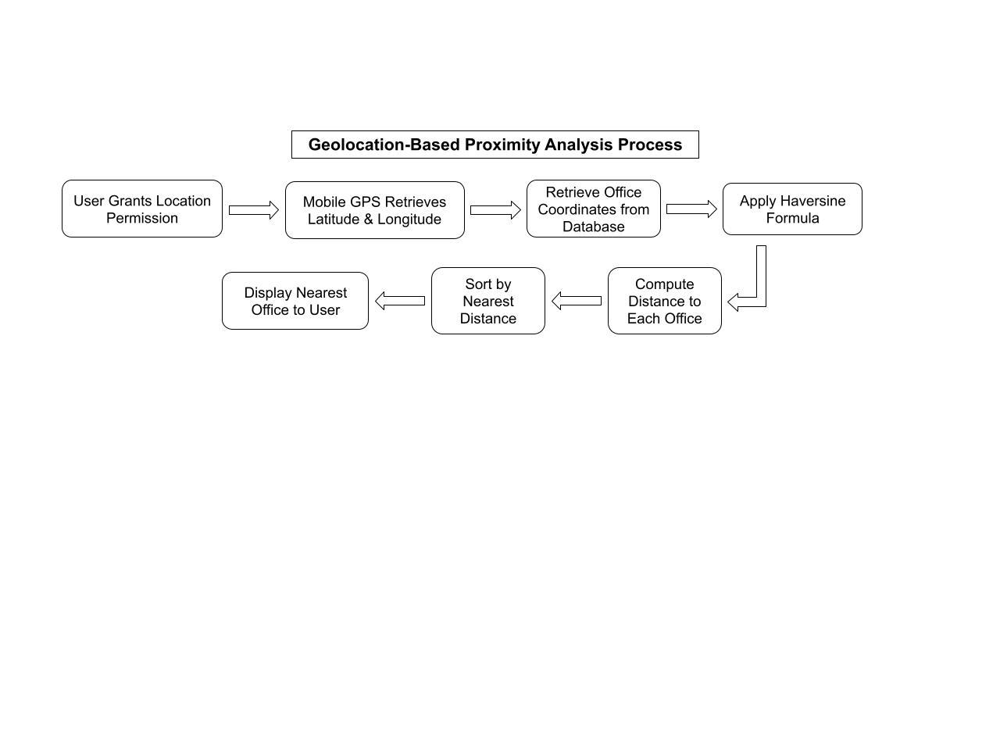 Geolocation-Based Proximity Analysis Process
User Grants Location
Permission
Mobile GPS Retrieves
Latitude & Longitude
Retrieve Office
Coordinates from
Database
Apply Haversine
Formula
Compute
Distance to
Each Office
Sort by
Nearest
Distance
Display Nearest
Office to User